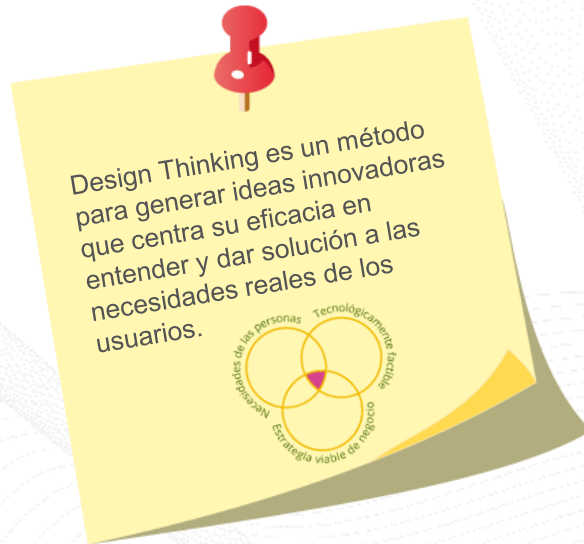 Design Thinking es un método
para generar ideas innovadoras
que centra su eficacia en
entender y dar solución a las
necesidades reales de los
usuarios.
Necesidades de las personas
Tecnológicamente factible
Estrategia viable de negocio